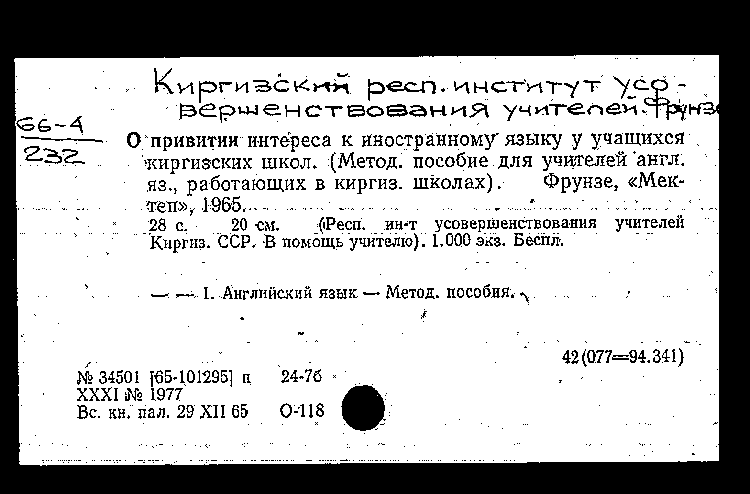 Киргизский респ. институт усо-
вершенствования учителей. Фрунзе
66-4
232
О привитии интереса к иностранному языку у учащихся
киргизских школ. (Метод. пособие для учителей англ.
яз., работающих в киргиз. школах). Фрунзе, «Мек-
теп», 1965.
28 с. 20 см. (Респ. ин-т усовершенствования учителей
Киргиз. ССР. В помощь учителю). 1.000 экз. Беспл.
— — 1. Английский язык — Метод. пособия.
42(077=94.341)
№ 34501 [65-101295] п 24-7б
XXXI № 1977
Вс. кн. пал. 29 XII 65 О-118